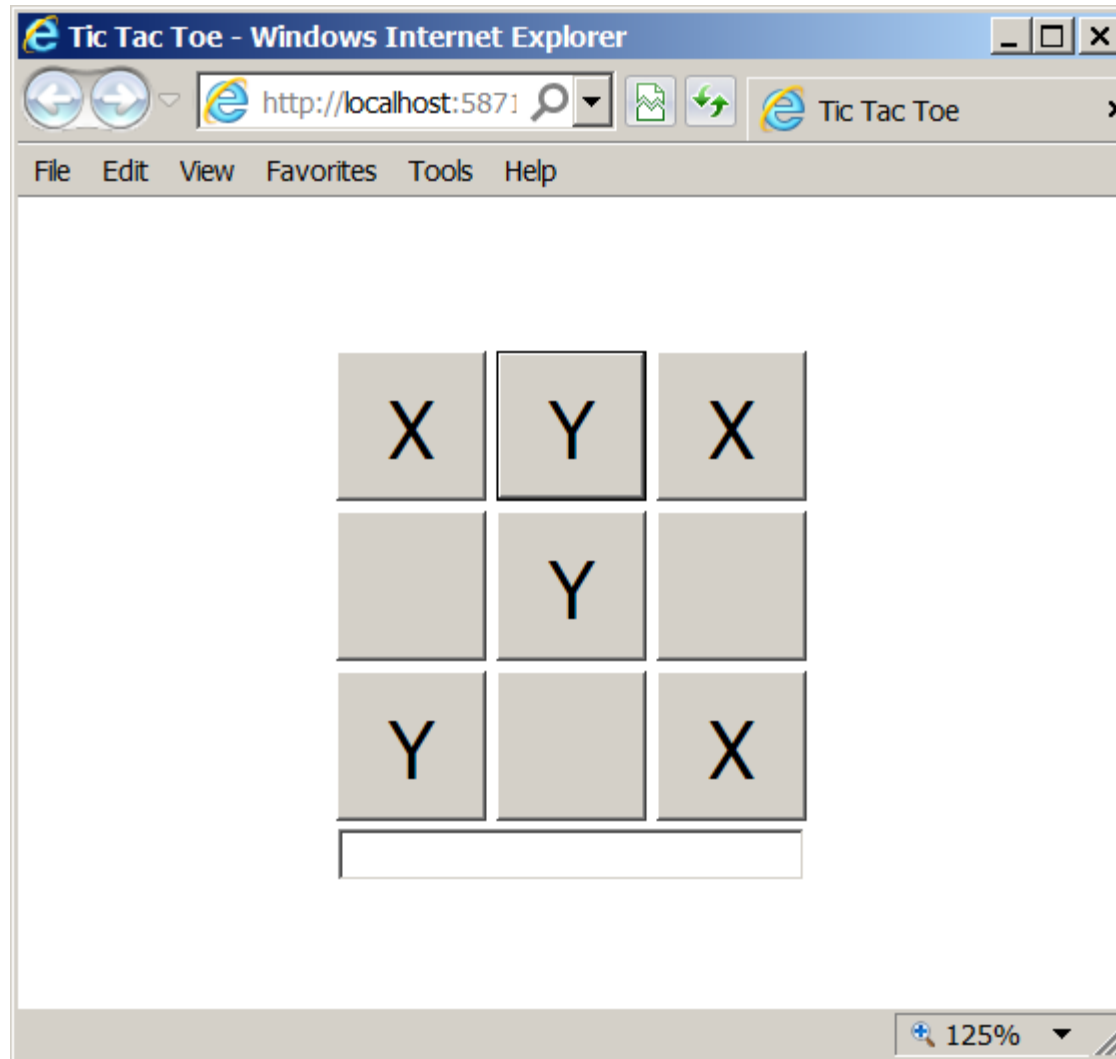 Tic Tac Toe - Windows Internet Explorer
http://localhost:5871 Tic Tac Toe
File Edit View Favorites Tools Help
X Y X
Y
Y X
125%